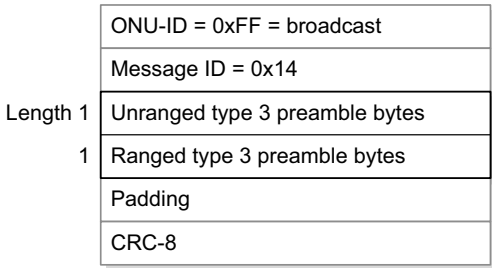 ONU-ID = 0xFF = broadcast
Message ID = 0x14
Length 1 Unranged type 3 preamble bytes
1 Ranged type 3 preamble bytes
Padding
CRC-8